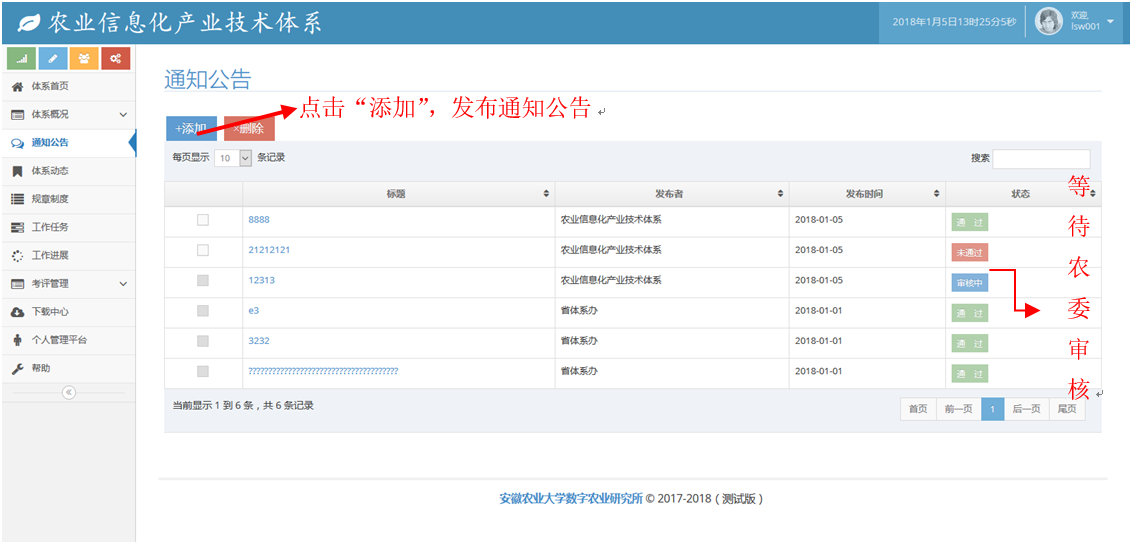 农业信息化产业技术体系
2018年1月5日13时25分5秒
欢迎,
lsw001
体系首页
体系概况
通知公告
体系动态
规章制度
工作任务
工作进展
考评管理
下载中心
个人管理平台
帮助
通知公告
点击“添加”，发布通知公告
+添加 ×删除
每页显示 10 条记录 搜索
标题 发布者 发布时间 状态
8888 农业信息化产业技术体系 2018-01-05 通 过
21212121 农业信息化产业技术体系 2018-01-05 未通过
12313 农业信息化产业技术体系 2018-01-05 审核中
e3 省体系办 2018-01-01 通 过
3232 省体系办 2018-01-01 通 过
?????????????????????????????????????? 省体系办 2018-01-01 通 过
等待农委审核
当前显示 1 到 6 条，共 6 条记录
首页 前一页 1 后一页 尾页
安徽农业大学数字农业研究所 © 2017-2018（测试版）